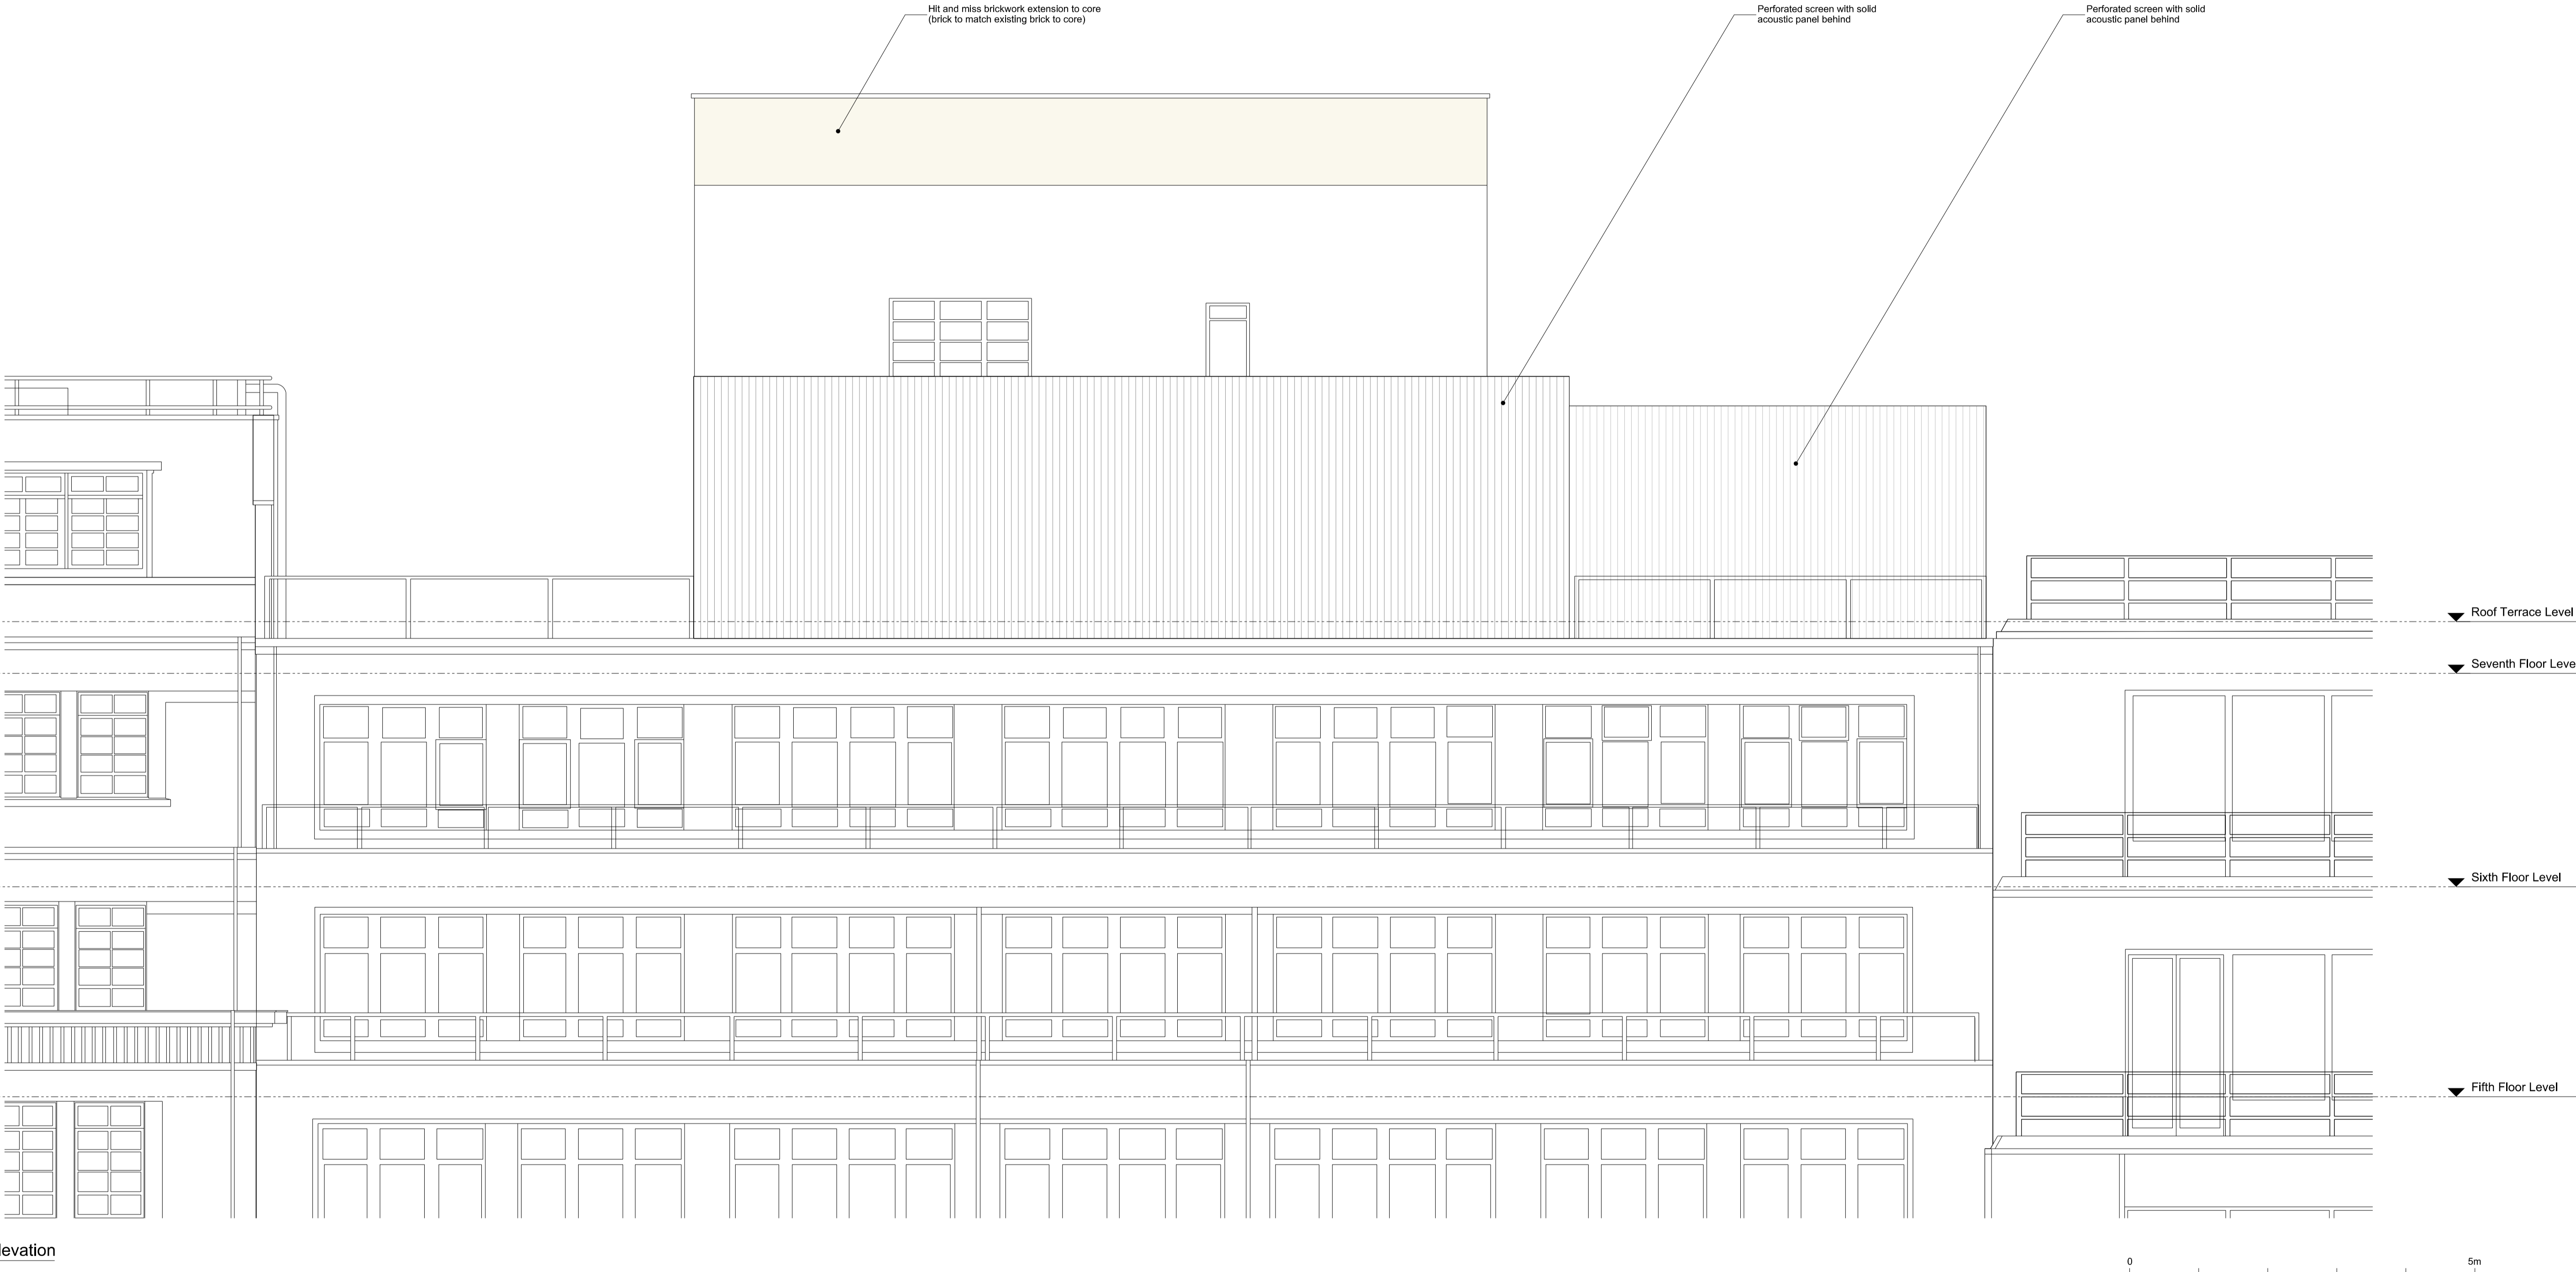 Hit and miss brickwork extension to core
(brick to match existing brick to core)
Perforated screen with solid
acoustic panel behind
Perforated screen with solid
acoustic panel behind
Roof Terrace Level
Seventh Floor Leve
Sixth Floor Level
Fifth Floor Level
levation
0 5m